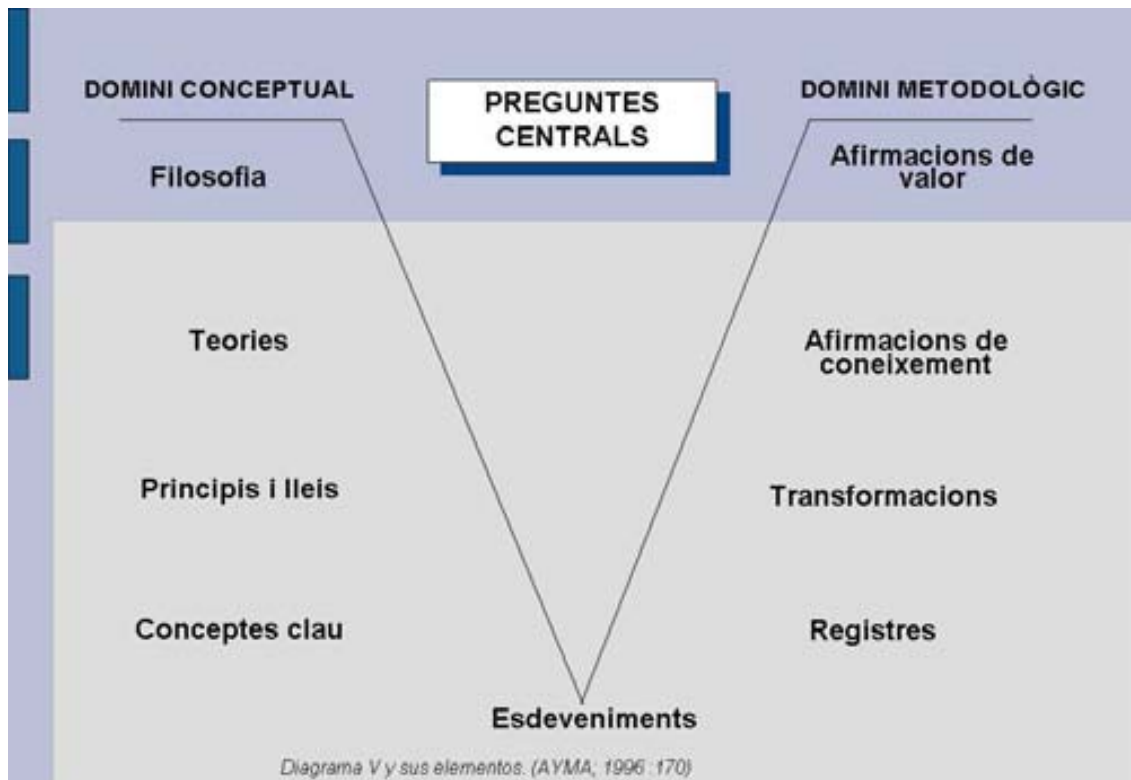 DOMINI CONCEPTUAL
PREGUNTES
CENTRALS
DOMINI METODOLÒGIC
Filosofia
Afirmacions de
valor
Teories
Afirmacions de
coneixement
Principis i lleis
Transformacions
Conceptes clau
Registres
Esdeveniments
Diagrama V y sus elementos. (AYMA; 1996 :170)